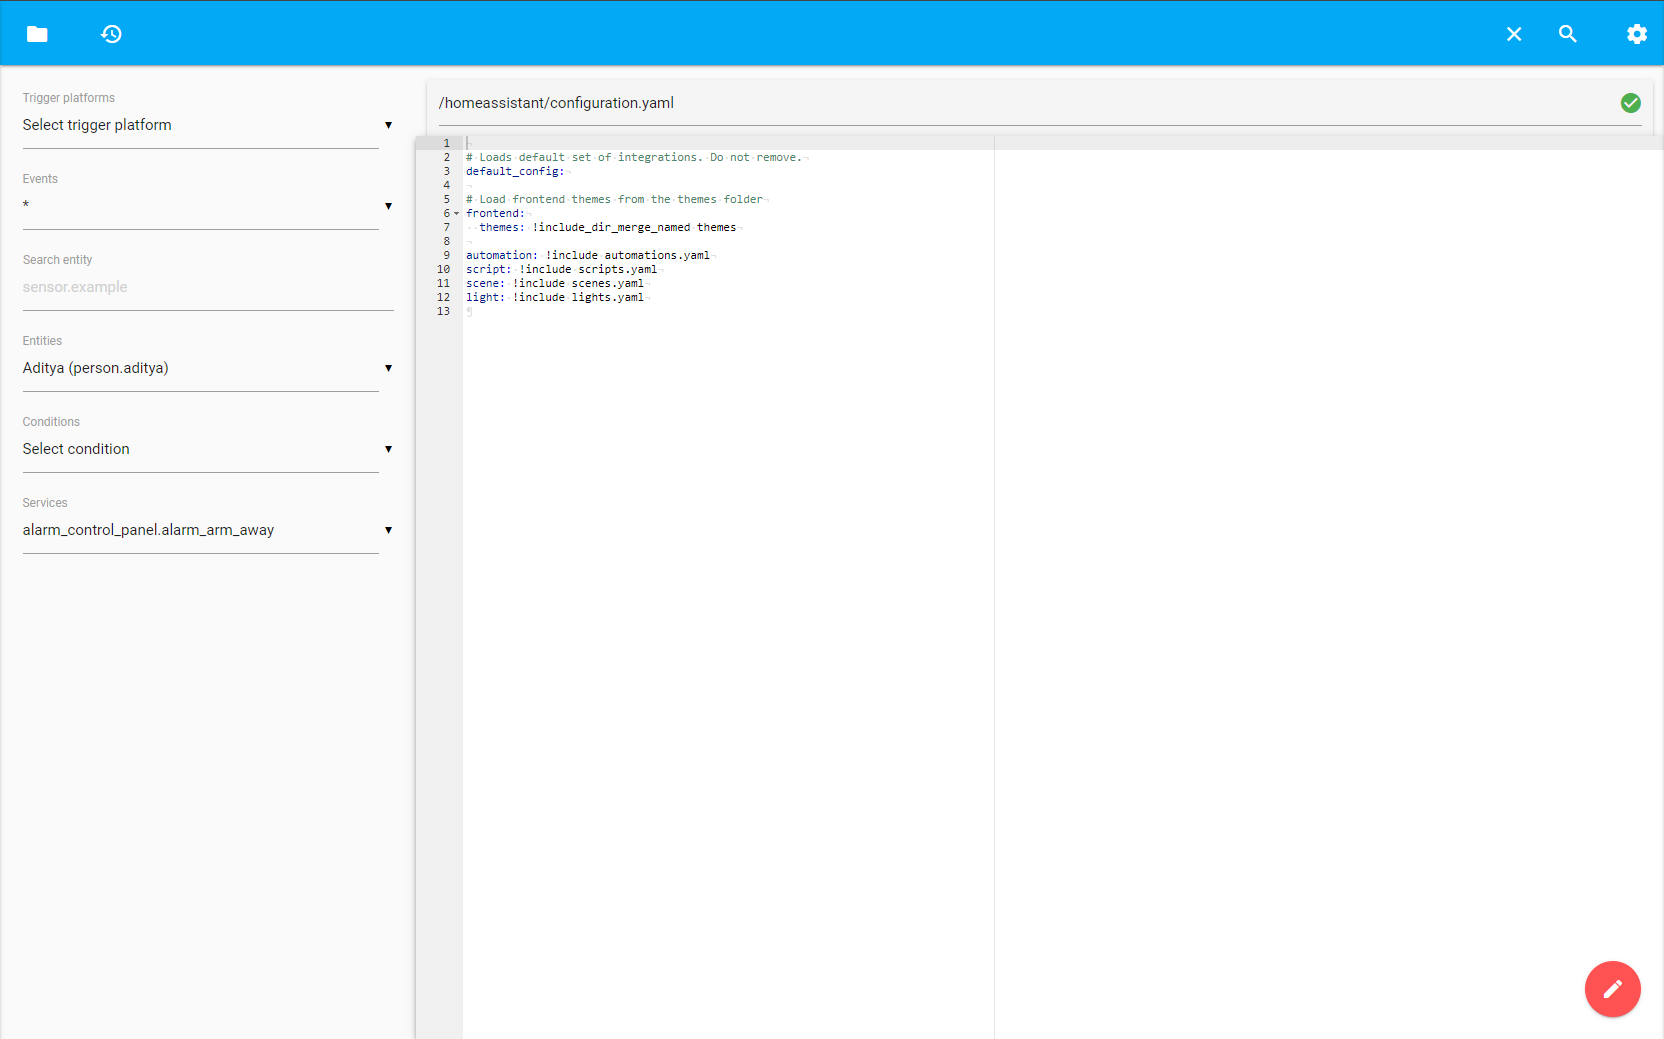 Trigger platforms
Select trigger platform
Events
*
Search entity
sensor.example
Entities
Aditya (person.aditya)
Conditions
Select condition
Services
alarm_control_panel.alarm_arm_away
/homeassistant/configuration.yaml
1
2 # Loads default set of integrations. Do not remove.
3 default_config:
4
5 # Load frontend themes from the themes folder
6 frontend:
7   themes: !include_dir_merge_named themes
8
9 automation: !include automations.yaml
10 script: !include scripts.yaml
11 scene: !include scenes.yaml
12 light: !include lights.yaml
13